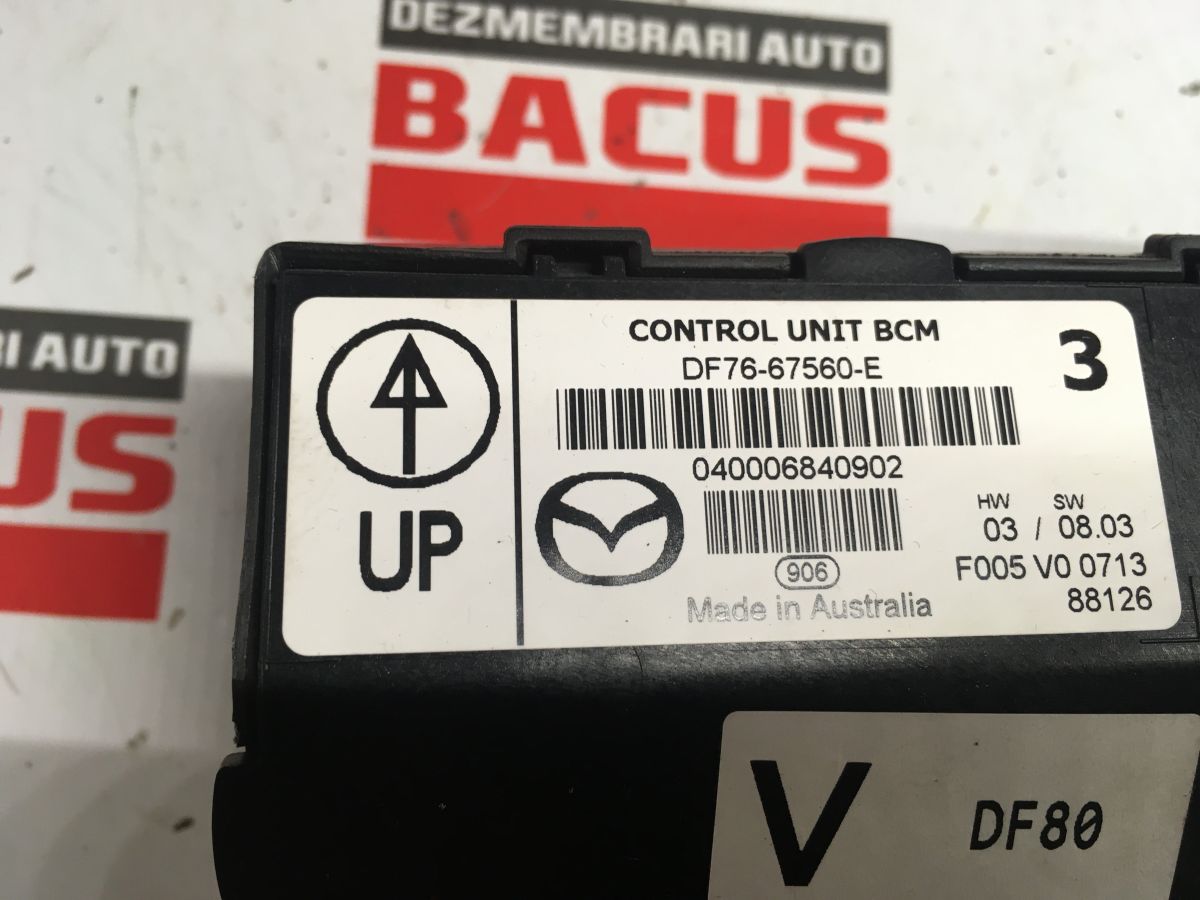 DEZMEMBRARI AUTO
BACUS
RI AUTO
US
CONTROL UNIT BCM
DF76-67560-E
3
040006840902
HW SW
03 / 08.03
906
F005 V0 0713
Made in Australia
88126
UP
V DF80